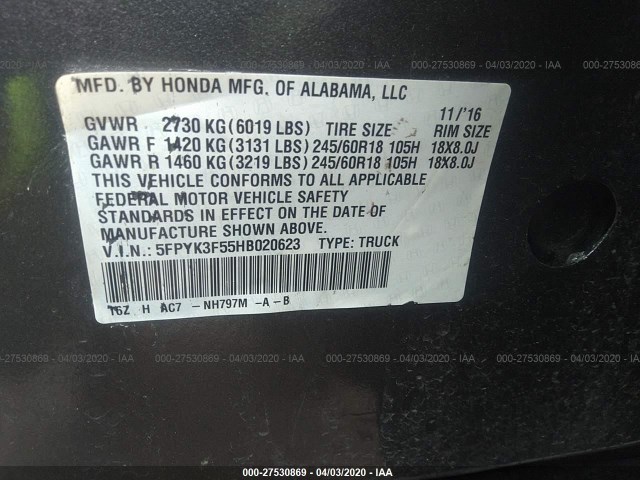 000-27530869 - 04/03/2020 - IAA
000-27530869 - 04/03/2020 - IAA
000-27530869 - 04/03/2020 - IAA
MFD. BY HONDA MFG. OF ALABAMA, LLC
11/'16
GVWR 2730 KG(6019 LBS) TIRE SIZE RIM SIZE
GAWR F 1420 KG(3131 LBS)245/60R18 105H 18X8.0J
GAWR R 1460 KG(3219 LBS)245/60R18 105H 18X8.0J
THIS VEHICLE CONFORMS TO ALL APPLICABLE
FEDERAL MOTOR VEHICLE SAFETY
STANDARDS IN EFFECT ON THE DATE OF
MANUFACTURE SHOWN ABOVE.
V.I.N.: 5FPYK3F55HB020623 TYPE: TRUCK
T6Z H AC7 -NH797M -A-B
000-27530869 - 04/03/2020 - IAA
000-27530869 - 04/03/2020 - IAA
000-27530869 - 04/03/2020 - IAA
000-27530869 - 04/03/2020 - IAA